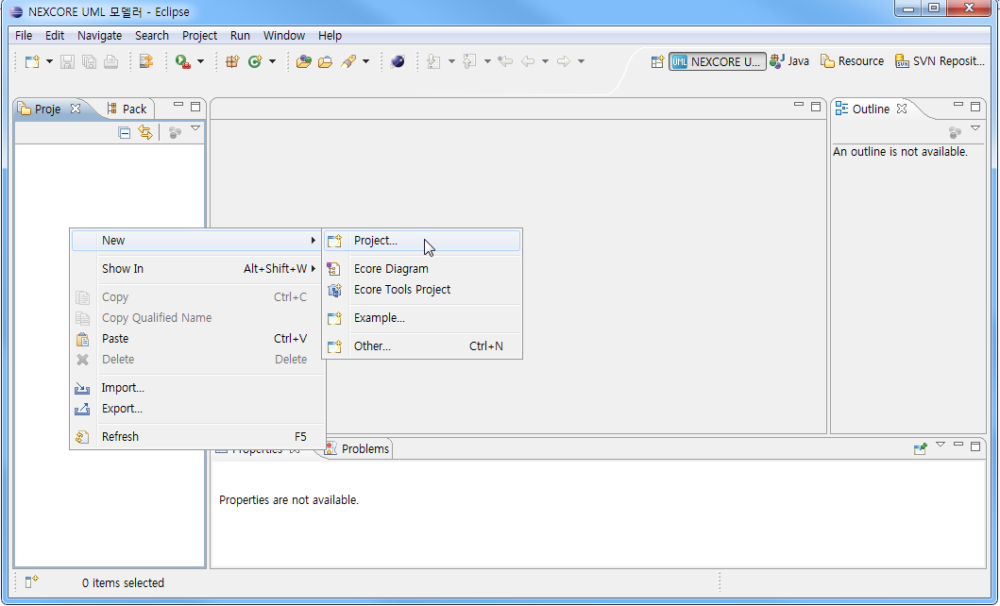 NEXCORE UML 모델러 - Eclipse
File Edit Navigate Search Project Run Window Help
UML NEXCORE U... Java Resource SVN Reposit...
Proje Pack Outline
An outline is not available.
New
Show In Alt+Shift+W
Copy Ctrl+C
Copy Qualified Name
Paste Ctrl+V
Delete Delete
Import...
Export...
Refresh F5
Project...
Ecore Diagram
Ecore Tools Project
Example...
Other... Ctrl+N
Properties Problems
Properties are not available.
0 items selected